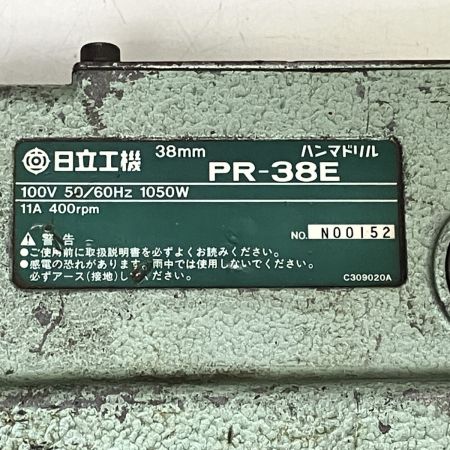 日立工機 38mm ハンマドリル
PR-38E
100V 50/60Hz 1050W
11A 400rpm
NO. N00152
警告
●ご使用前に取扱説明書を必ずよくお読みください。
●感電の恐れがあります。雨中では使用しないでください。
必ずアース(接地)してください。
C309020A